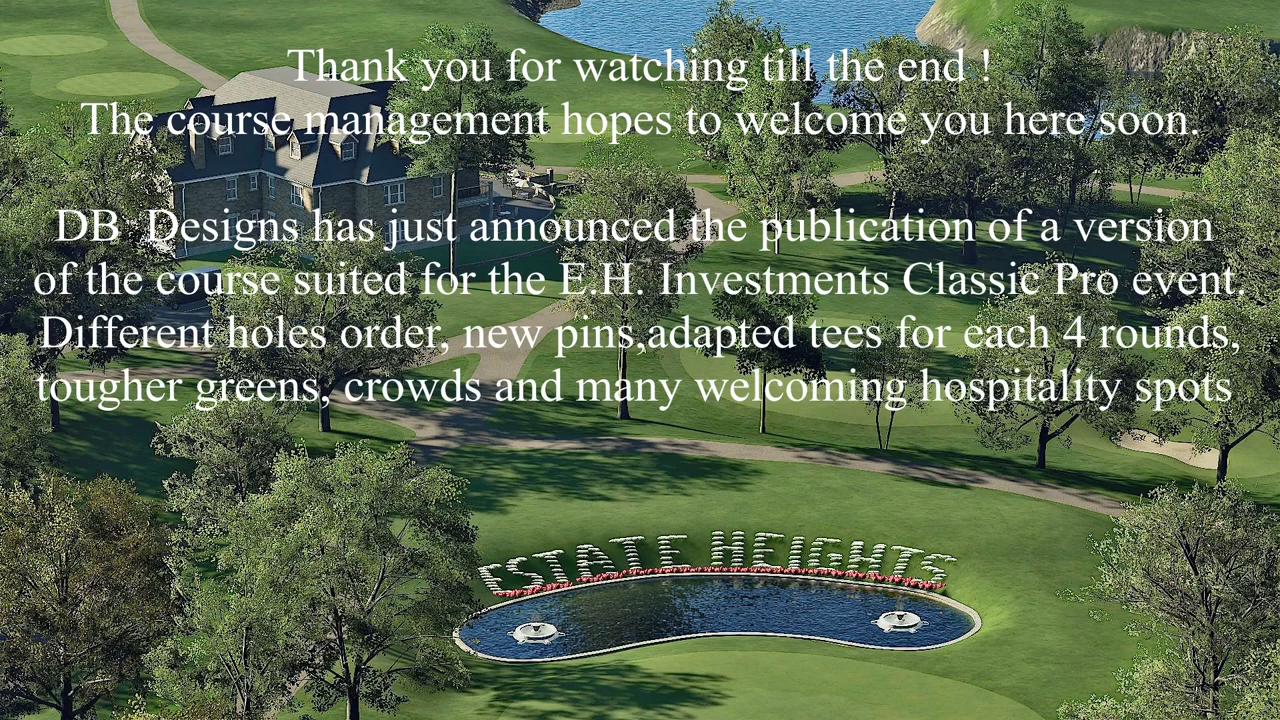 Thank you for watching till the end !
The course management hopes to welcome you here soon.
DB Designs has just announced the publication of a version
of the course suited for the E.H. Investments Classic Pro event.
Different holes order, new pins,adapted tees for each 4 rounds,
tougher greens, crowds and many welcoming hospitality spots
ESTATE HEIGHTS